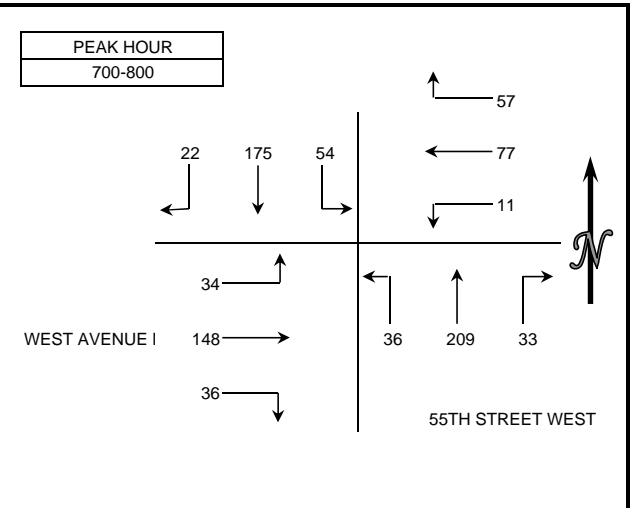 PEAK HOUR
700-800
57
22 175 54
77
11
N
34
WEST AVENUE I 148
36 209 33
36
55TH STREET WEST